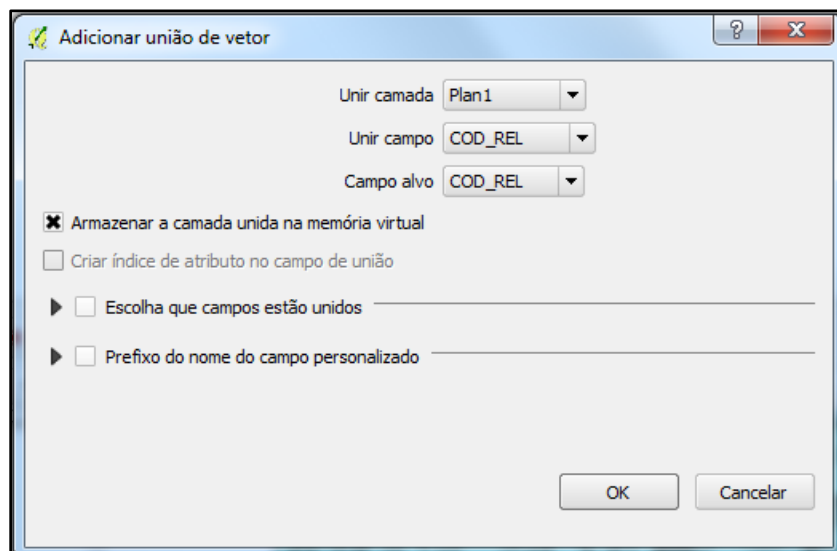 Adicionar união de vetor
Unir camada Plan1
Unir campo COD_REL
Campo alvo COD_REL
Armazenar a camada unida na memória virtual
Criar índice de atributo no campo de união
Escolha que campos estão unidos
Prefixo do nome do campo personalizado
OK Cancelar